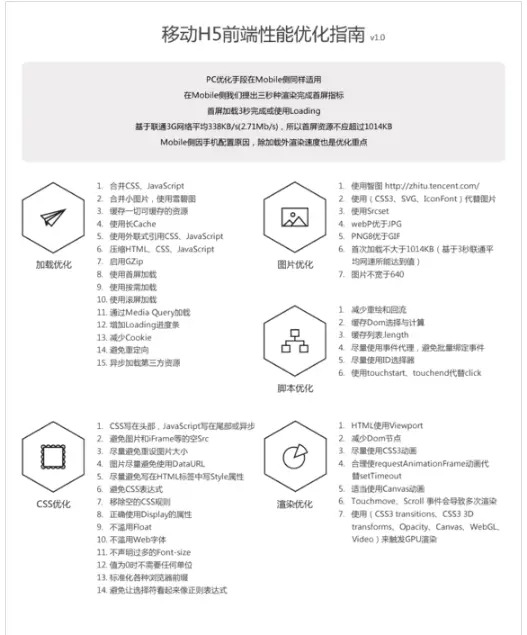 移动H5前端性能优化指南 v1.0
PC优化手段在Mobile侧同样适用
在Mobile侧我们提出三秒种渲染完成首屏指标
首屏加载3秒完成或使用Loading
基于联通3G网络平均338KB/s(2.71Mb/s)，所以首屏资源不应超过1014KB
Mobile侧因手机配置原因，除加载外渲染速度也是优化重点
加载优化
1. 合并CSS、JavaScript
2. 合并小图片，使用雪碧图
3. 缓存一切可缓存的资源
4. 使用长Cache
5. 使用外联式引用CSS、JavaScript
6. 压缩HTML、CSS、JavaScript
7. 启用GZip
8. 使用首屏加载
9. 使用按需加载
10. 使用滚屏加载
11. 通过Media Query加载
12. 增加Loading进度条
13. 减少Cookie
14. 避免重定向
15. 异步加载第三方资源
图片优化
1. 使用智图 http://zhitu.tencent.com/
2. 使用（CSS3、SVG、IconFont）代替图片
3. 使用Srcset
4. webP优于JPG
5. PNG8优于GIF
6. 首次加载不大于1014KB（基于3秒联通平
均网速所能达到值）
7. 图片不宽于640
脚本优化
1. 减少重绘和回流
2. 缓存Dom选择与计算
3. 缓存列表.length
4. 尽量使用事件代理，避免批量绑定事件
5. 尽量使用ID选择器
6. 使用touchstart、touchend代替click
CSS优化
1. CSS写在头部，JavaScript写在尾部或异步
2. 避免图片和iFrame等的空Src
3. 尽量避免重设图片大小
4. 图片尽量避免使用DataURL
5. 尽量避免写在HTML标签中写Style属性
6. 避免CSS表达式
7. 移除空的CSS规则
8. 正确使用Display的属性
9. 不滥用Float
10. 不滥用Web字体
11. 不声明过多的Font-size
12. 值为0时不需要任何单位
13. 标准化各种浏览器前缀
14. 避免让选择符看起来像正则表达式
渲染优化
1. HTML使用Viewport
2. 减少Dom节点
3. 尽量使用CSS3动画
4. 合理使requestAnimationFrame动画代
替setTimeout
5. 适当使用Canvas动画
6. Touchmove、Scroll 事件会导致多次渲染
7. 使用（CSS3 transitions、CSS3 3D
transforms、Opacity、Canvas、WebGL、
Video）来触发GPU渲染